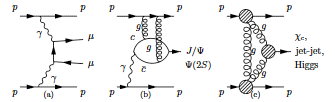 p p p p p p
γ μ g g χc,
c g jet-jet,
g J/Ψ g
γ μ c̄ Ψ(2S) g Higgs
γ
p p p p p p
(a) (b) (c)